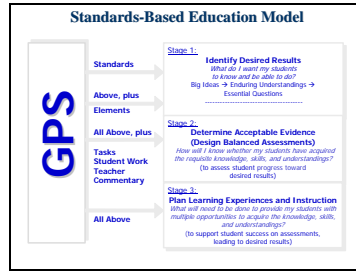 Standards-Based Education Model
GPS
Standards
Above, plus
Elements
All Above, plus
Tasks
Student Work
Teacher
Commentary
All Above
Stage 1:
Identify Desired Results
What do I want my students
to know and be able to do?
Big Ideas → Enduring Understandings →
Essential Questions
-----------------------------------
Stage 2:
Determine Acceptable Evidence
(Design Balanced Assessments)
How will I know whether my students have acquired
the requisite knowledge, skills, and understandings?
(to assess student progress toward
desired results)
Stage 3:
Plan Learning Experiences and Instruction
What will need to be done to provide my students with
multiple opportunities to acquire the knowledge, skills,
and understandings?
(to support student success on assessments,
leading to desired results)